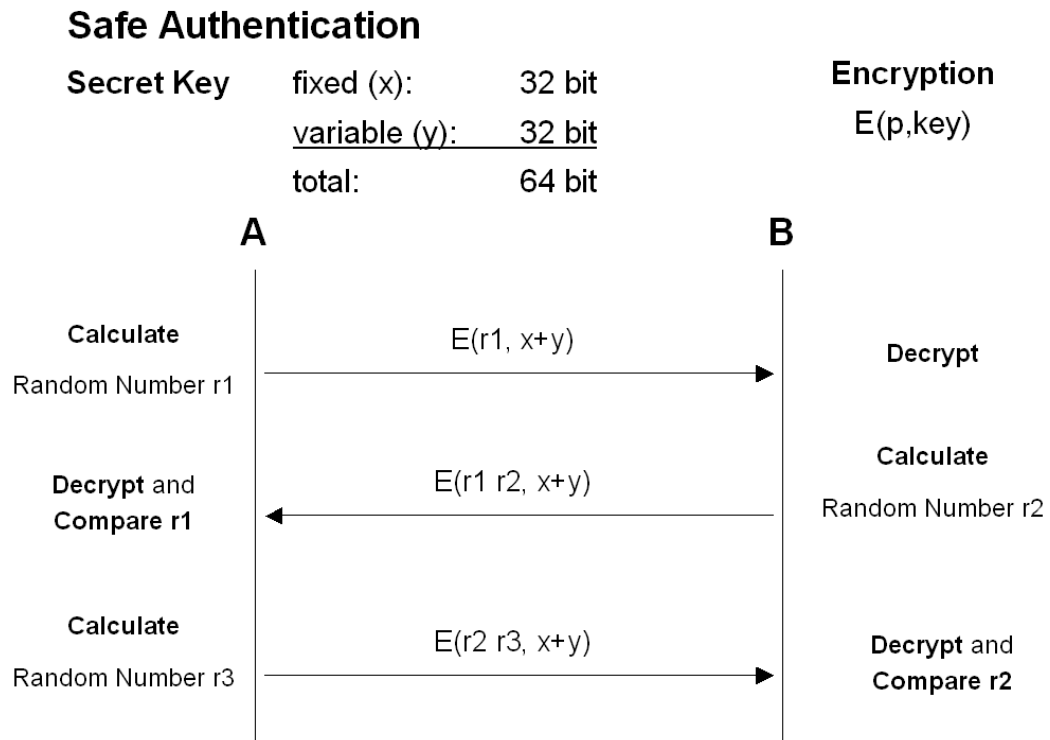 Safe Authentication
Secret Key fixed (x): 32 bit
variable (y): 32 bit
total: 64 bit
Encryption
E(p,key)
A B
Calculate
Random Number r1
E(r1, x+y)
Decrypt
Calculate
Random Number r2
E(r1 r2, x+y)
Decrypt and
Compare r1
Calculate
Random Number r3
E(r2 r3, x+y)
Decrypt and
Compare r2